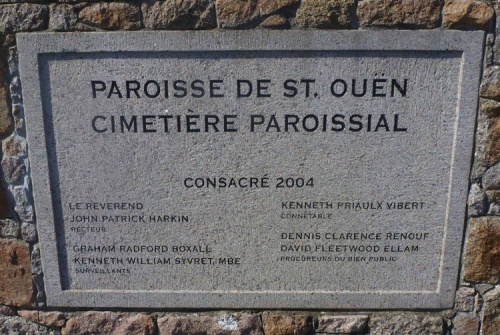 PAROISSE DE ST. OUËN
CIMETIÈRE PAROISSIAL
CONSACRÉ 2004
LE REVEREND
JOHN PATRICK HARKIN
RECTEUR
GRAHAM RADFORD BOXALL
KENNETH WILLIAM SYVRET, MBE
SURVEILLANTS
KENNETH PRIAULX VIBERT
CONNÉTABLE
DENNIS CLARENCE RENOUF
DAVID FLEETWOOD ELLAM
PROCUREURS DU BIEN PUBLIC